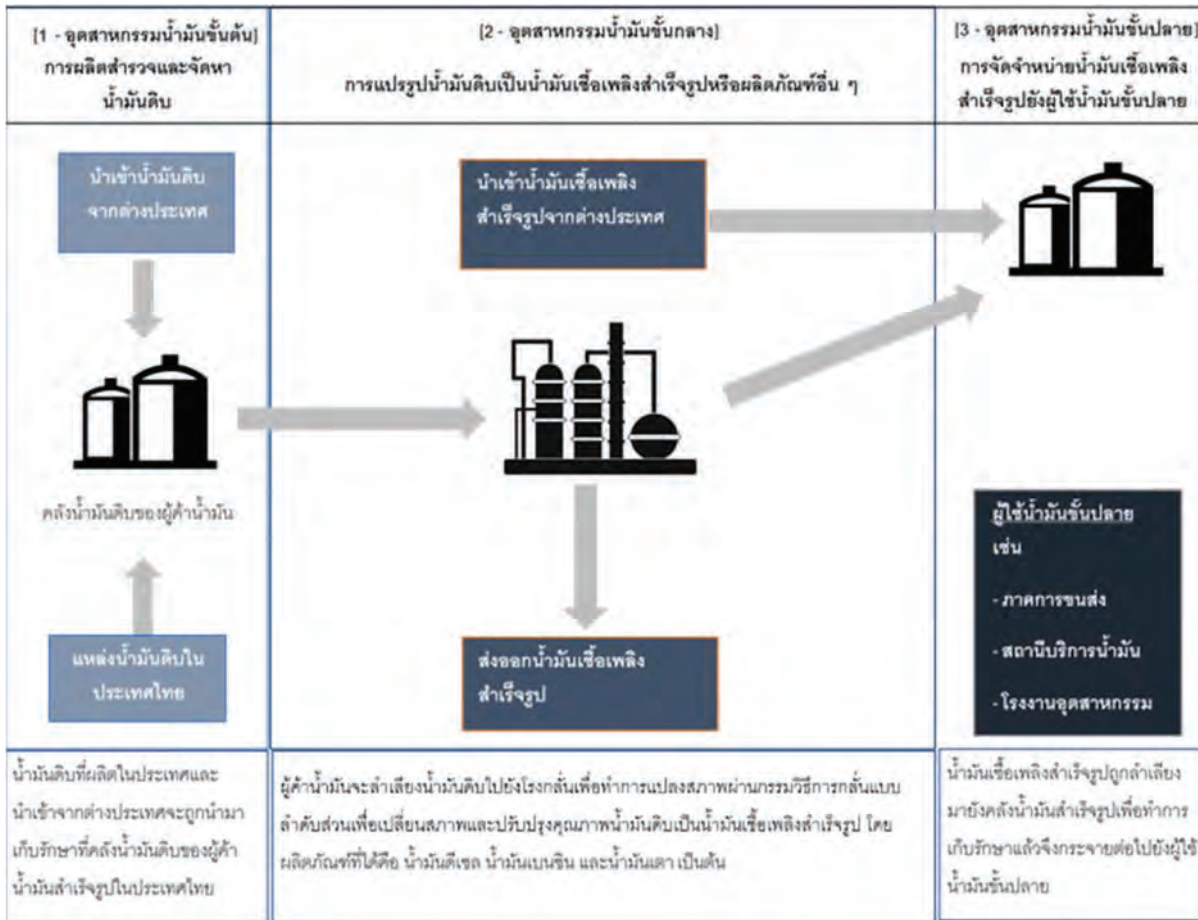 [1 - อุตสาหกรรมน้ำมันขั้นต้น]
การผลิตสำรวจและจัดหา
น้ำมันดิบ
[2 - อุตสาหกรรมน้ำมันขั้นกลาง]
การแปรรูปน้ำมันดิบเป็นน้ำมันเชื้อเพลิงสำเร็จรูปหรือผลิตภัณฑ์อื่น ๆ
[3 - อุตสาหกรรมน้ำมันขั้นปลาย]
การจัดจำหน่ายน้ำมันเชื้อเพลิง
สำเร็จรูปยังผู้ใช้น้ำมันขั้นปลาย
นำเข้าน้ำมันดิบ
จากต่างประเทศ
คลังน้ำมันดิบของผู้ค้าน้ำมัน
แหล่งน้ำมันดิบใน
ประเทศไทย
นำเข้าน้ำมันเชื้อเพลิง
สำเร็จรูปจากต่างประเทศ
ส่งออกน้ำมันเชื้อเพลิง
สำเร็จรูป
ผู้ใช้น้ำมันขั้นปลาย
เช่น
- ภาคการขนส่ง
- สถานีบริการน้ำมัน
- โรงงานอุตสาหกรรม
น้ำมันดิบที่ผลิตในประเทศและ
นำเข้าจากต่างประเทศจะถูกนำมา
เก็บรักษาที่คลังน้ำมันดิบของผู้ค้า
น้ำมันสำเร็จรูปในประเทศไทย
ผู้ค้าน้ำมันจะลำเลียงน้ำมันดิบไปยังโรงกลั่นเพื่อทำการแปลงสภาพผ่านกรรมวิธีการกลั่นแบบ
ลำดับส่วนเพื่อเปลี่ยนสภาพและปรับปรุงคุณภาพน้ำมันดิบเป็นน้ำมันเชื้อเพลิงสำเร็จรูป โดย
ผลิตภัณฑ์ที่ได้คือ น้ำมันดีเซล น้ำมันเบนซิน และน้ำมันเตา เป็นต้น
น้ำมันเชื้อเพลิงสำเร็จรูปถูกลำเลียง
มายังคลังน้ำมันสำเร็จรูปเพื่อทำการ
เก็บรักษาแล้วจึงกระจายต่อไปยังผู้ใช้
น้ำมันขั้นปลาย